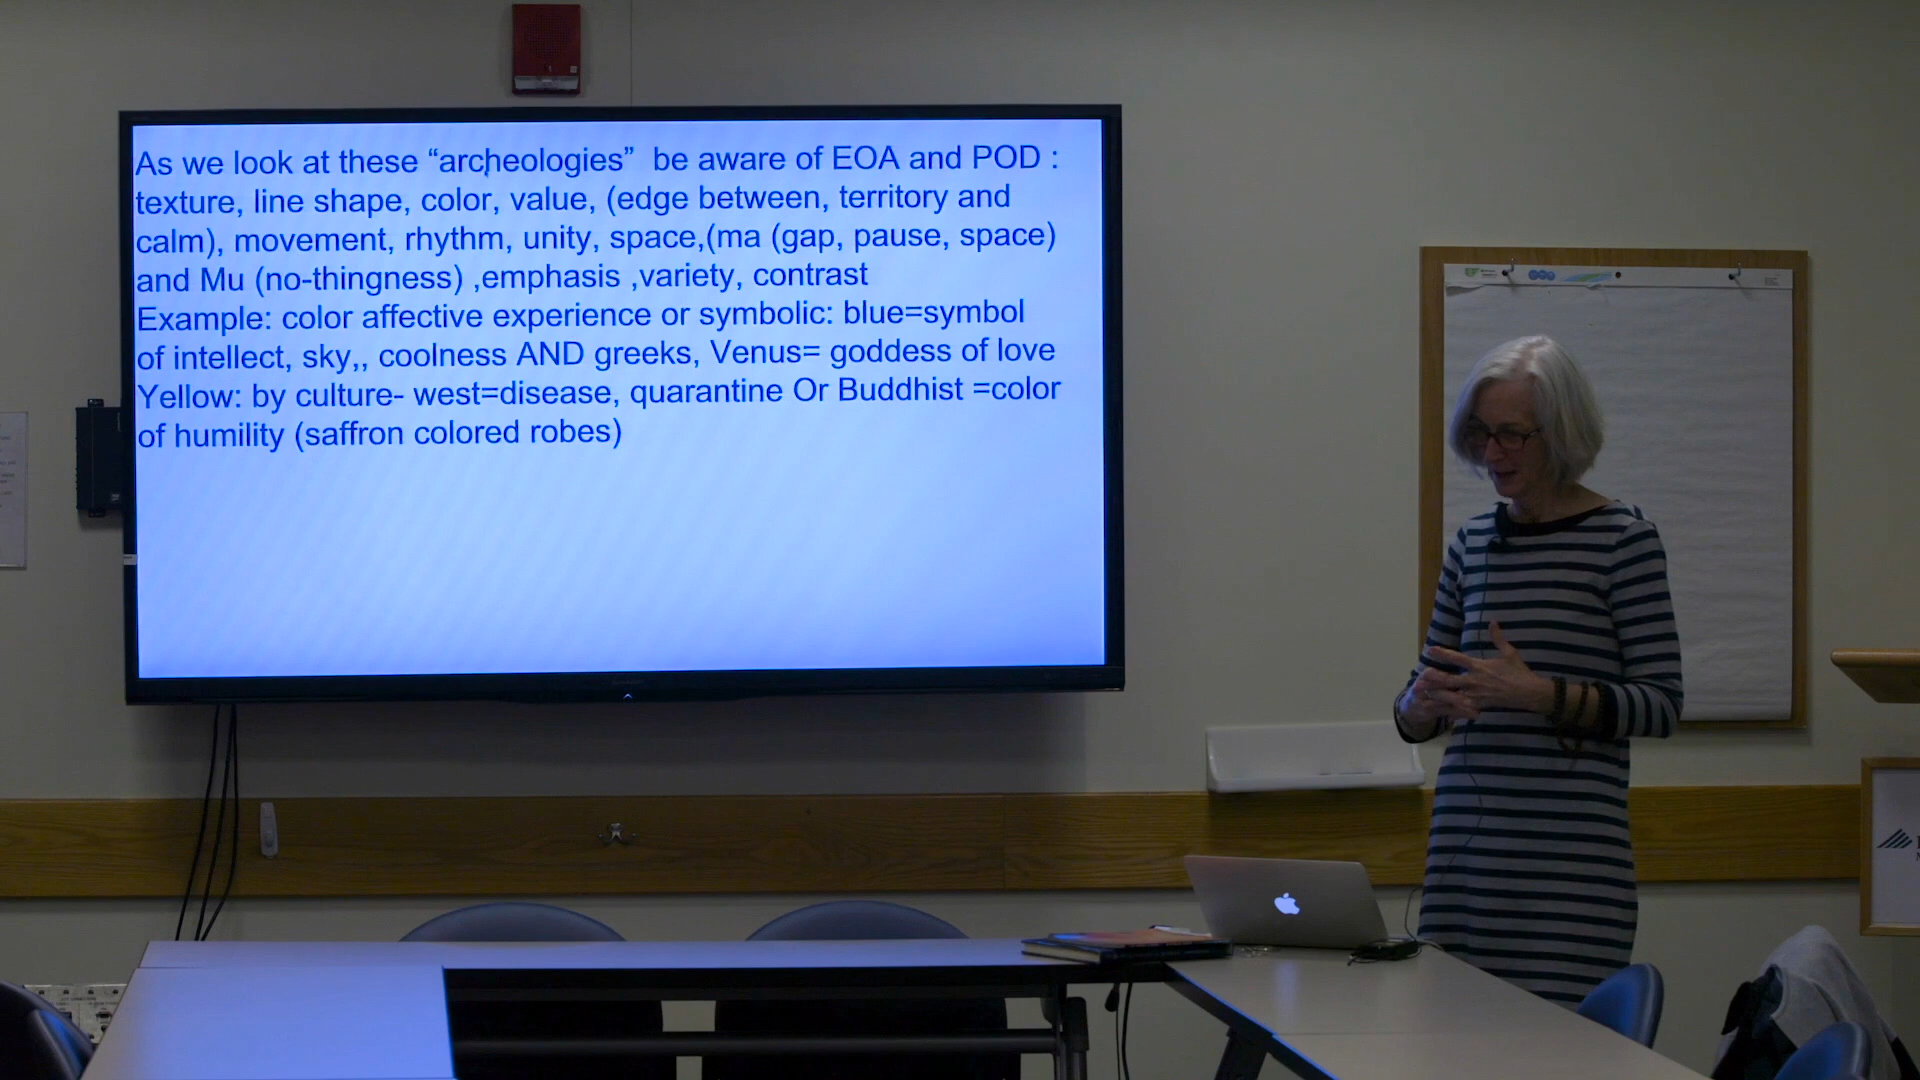 As we look at these “archeologies” be aware of EOA and POD :
texture, line shape, color, value, (edge between, territory and
calm), movement, rhythm, unity, space,(ma (gap, pause, space)
and Mu (no-thingness) ,emphasis ,variety, contrast
Example: color affective experience or symbolic: blue=symbol
of intellect, sky,, coolness AND greeks, Venus= goddess of love
Yellow: by culture- west=disease, quarantine Or Buddhist =color
of humility (saffron colored robes)